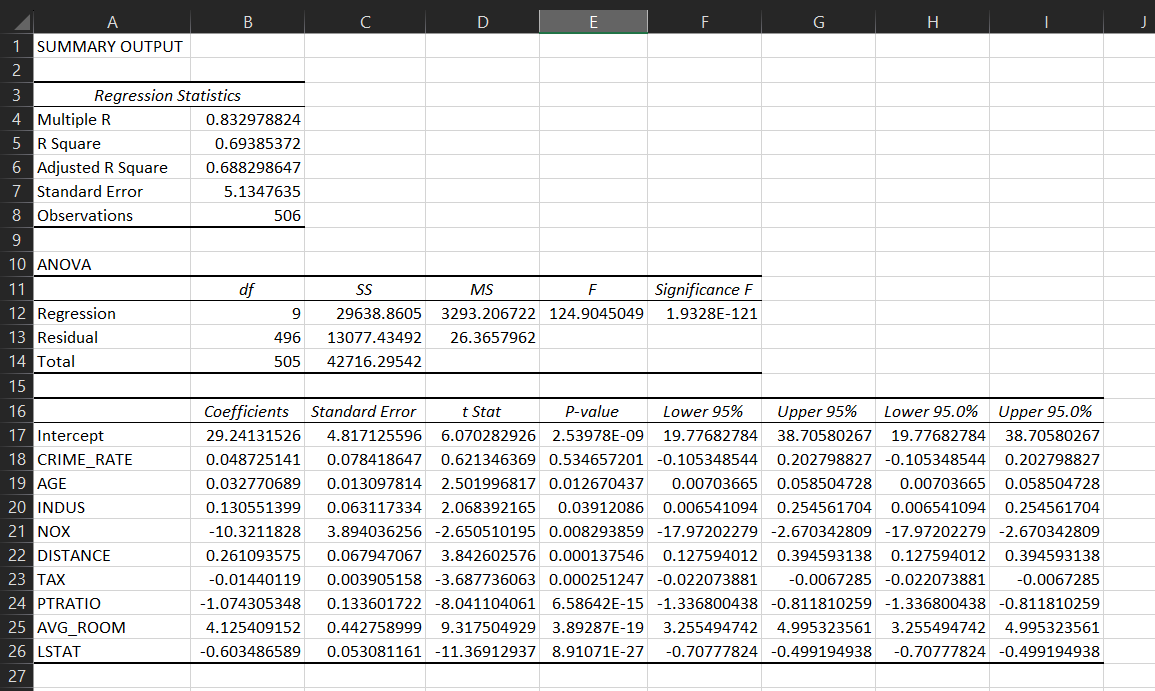 A B C D E F G H I J
1 SUMMARY OUTPUT
2
3 Regression Statistics
4 Multiple R 0.832978824
5 R Square 0.69385372
6 Adjusted R Square 0.688298647
7 Standard Error 5.1347635
8 Observations 506
9
10 ANOVA
11 df SS MS F Significance F
12 Regression 9 29638.8605 3293.206722 124.9045049 1.9328E-121
13 Residual 496 13077.43492 26.3657962
14 Total 505 42716.29542
15
16 Coefficients Standard Error t Stat P-value Lower 95% Upper 95% Lower 95.0% Upper 95.0%
17 Intercept 29.24131526 4.817125596 6.070282926 2.53978E-09 19.77682784 38.70580267 19.77682784 38.70580267
18 CRIME_RATE 0.048725141 0.078418647 0.621346369 0.534657201 -0.105348544 0.202798827 -0.105348544 0.202798827
19 AGE 0.032770689 0.013097814 2.501996817 0.012670437 0.00703665 0.058504728 0.00703665 0.058504728
20 INDUS 0.130551399 0.063117334 2.068392165 0.03912086 0.006541094 0.254561704 0.006541094 0.254561704
21 NOX -10.3211828 3.894036256 -2.650510195 0.008293859 -17.97202279 -2.670342809 -17.97202279 -2.670342809
22 DISTANCE 0.261093575 0.067947067 3.842602576 0.000137546 0.127594012 0.394593138 0.127594012 0.394593138
23 TAX -0.01440119 0.003905158 -3.687736063 0.000251247 -0.022073881 -0.0067285 -0.022073881 -0.0067285
24 PTRATIO -1.074305348 0.133601722 -8.041104061 6.58642E-15 -1.336800438 -0.811810259 -1.336800438 -0.811810259
25 AVG_ROOM 4.125409152 0.442758999 9.317504929 3.89287E-19 3.255494742 4.995323561 3.255494742 4.995323561
26 LSTAT -0.603486589 0.053081161 -11.36912937 8.91071E-27 -0.70777824 -0.499194938 -0.70777824 -0.499194938
27